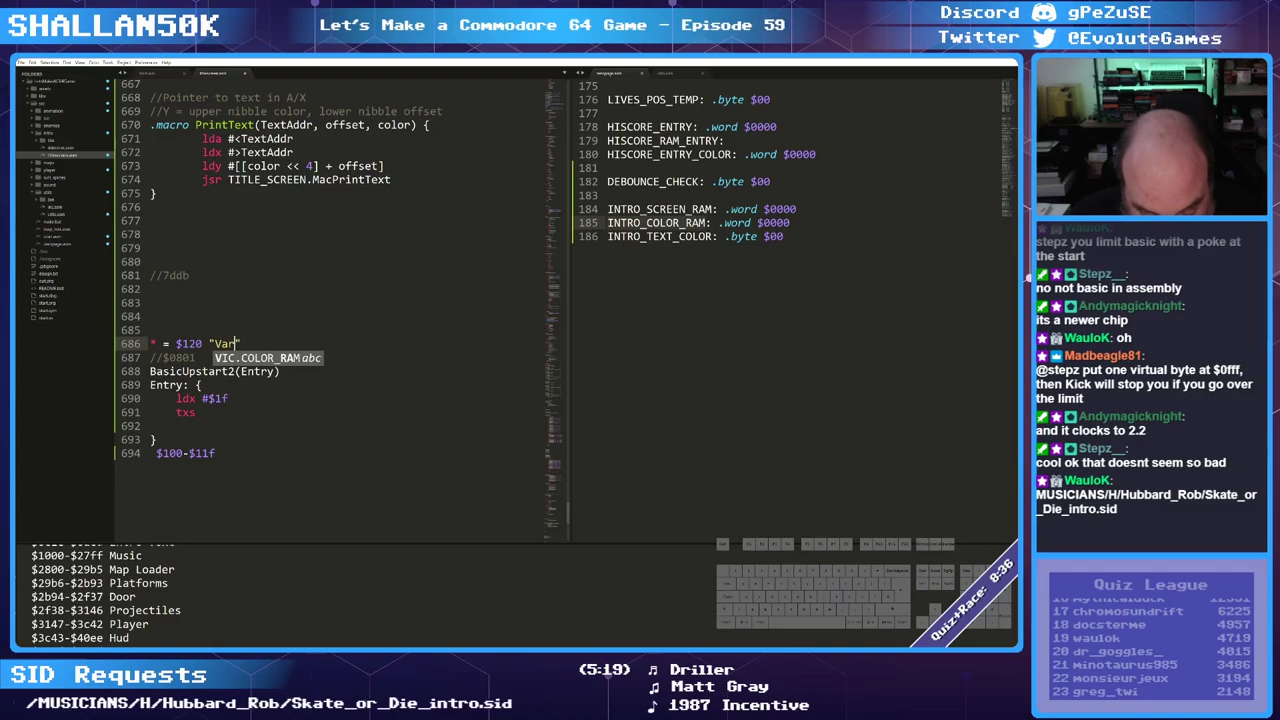 SHALLAN50K
Let's Make a Commodore 64 Game - Episode 59
Discord gPeZuSE
Twitter @EvoluteGames
FOLDERS
667
668 //Pointer to text in A/X
669 //Y = upper nibble color, lower nibble offset
670 .macro PrintText(TextAddr, offset, color) {
671 lda #<TextAddr
672 ldx #>TextAddr
673 ldy #[[color << 4] + offset]
674 jsr TITLE_SCREEN.MacPrintText
675 }
676
677
678
679
680
681 //7ddb
682
683
684
685
686 * = $120 "Var"
687 //$0801 VIC.COLOR_RAM abc
688 BasicUpstart2(Entry)
689 Entry: {
690 ldx #$1f
691 txs
692
693 }
694 $100-$11f
175
176 LIVES_POS_TEMP: .byte $00
177
178 HISCORE_ENTRY: .word $0000
179 HISCORE_RAM_ENTRY:
180 HISCORE_ENTRY_COLOR: .word $0000
181
182 DEBOUNCE_CHECK: .byte $00
183
184 INTRO_SCREEN_RAM: .word $0000
185 INTRO_COLOR_RAM: .word $0000
186 INTRO_TEXT_COLOR: .byte $00
$1000-$27ff Music
$2800-$29b5 Map Loader
$29b6-$2b93 Platforms
$2b94-$2f37 Door
$2f38-$3146 Projectiles
$3147-$3c42 Player
$3c43-$40ee Hud
Quiz+Race: 8:36
WauloK:
stepz you limit basic with a poke at
the start
Stepz__:
no not basic in assembly
Andymagicknight:
its a newer chip
WauloK: oh
Madbeagle81:
@stepz put one virtual byte at $0fff,
then Kick will stop you if you go over
the limit
Andymagicknight:
and it clocks to 2.2
Stepz__:
cool ok that doesnt seem so bad
WauloK:
MUSICIANS/H/Hubbard_Rob/Skate_or
_Die_intro.sid
Quiz League
17 chromosundrift 6225
18 docsterme 4957
19 waulok 4719
20 dr_goggles_ 4015
21 minotaurus985 3486
22 monsieurjeux 3194
23 greg_twi 2148
SID Requests
/MUSICIANS/H/Hubbard_Rob/Skate_or_Die_intro.sid
(5:19) Driller
Matt Gray
1987 Incentive